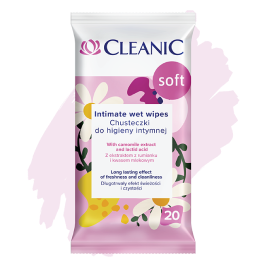 CLEANIC
soft
Intimate wet wipes
Chusteczki
do higieny intymnej
With camomile extract
and lactid acid
Z ekstraktem z rumianku
i kwasem mlekowym
Long lasting effect
of freshness and cleanliness
Długotrwały efekt świeżości
i czystości
20